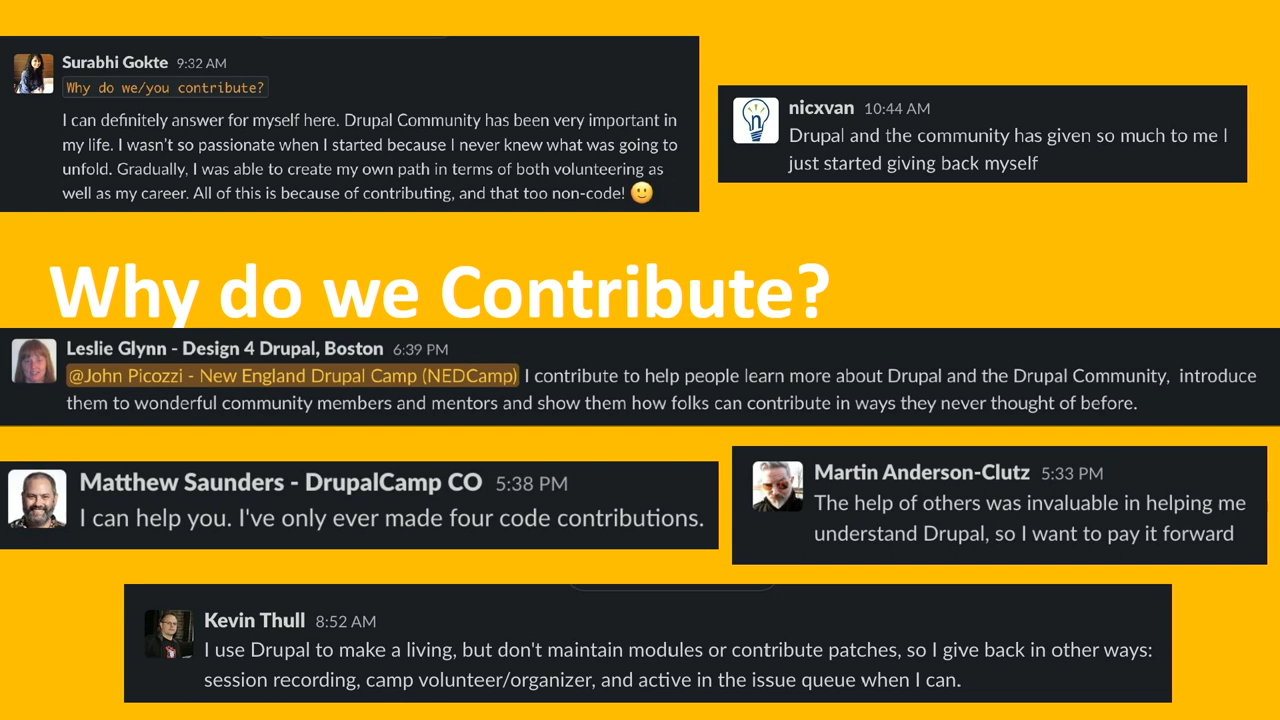 Surabhi Gokte 9:32 AM
Why do we/you contribute?
I can definitely answer for myself here. Drupal Community has been very important in
my life. I wasn't so passionate when I started because I never knew what was going to
unfold. Gradually, I was able to create my own path in terms of both volunteering as
well as my career. All of this is because of contributing, and that too non-code! 🙂
nicxvan 10:44 AM
Drupal and the community has given so much to me I
just started giving back myself
Why do we Contribute?
Leslie Glynn - Design 4 Drupal, Boston 6:39 PM
@John Picozzi - New England Drupal Camp (NEDCamp) I contribute to help people learn more about Drupal and the Drupal Community, introduce
them to wonderful community members and mentors and show them how folks can contribute in ways they never thought of before.
Matthew Saunders - DrupalCamp CO 5:38 PM
I can help you. I've only ever made four code contributions.
Martin Anderson-Clutz 5:33 PM
The help of others was invaluable in helping me
understand Drupal, so I want to pay it forward
Kevin Thull 8:52 AM
I use Drupal to make a living, but don't maintain modules or contribute patches, so I give back in other ways:
session recording, camp volunteer/organizer, and active in the issue queue when I can.